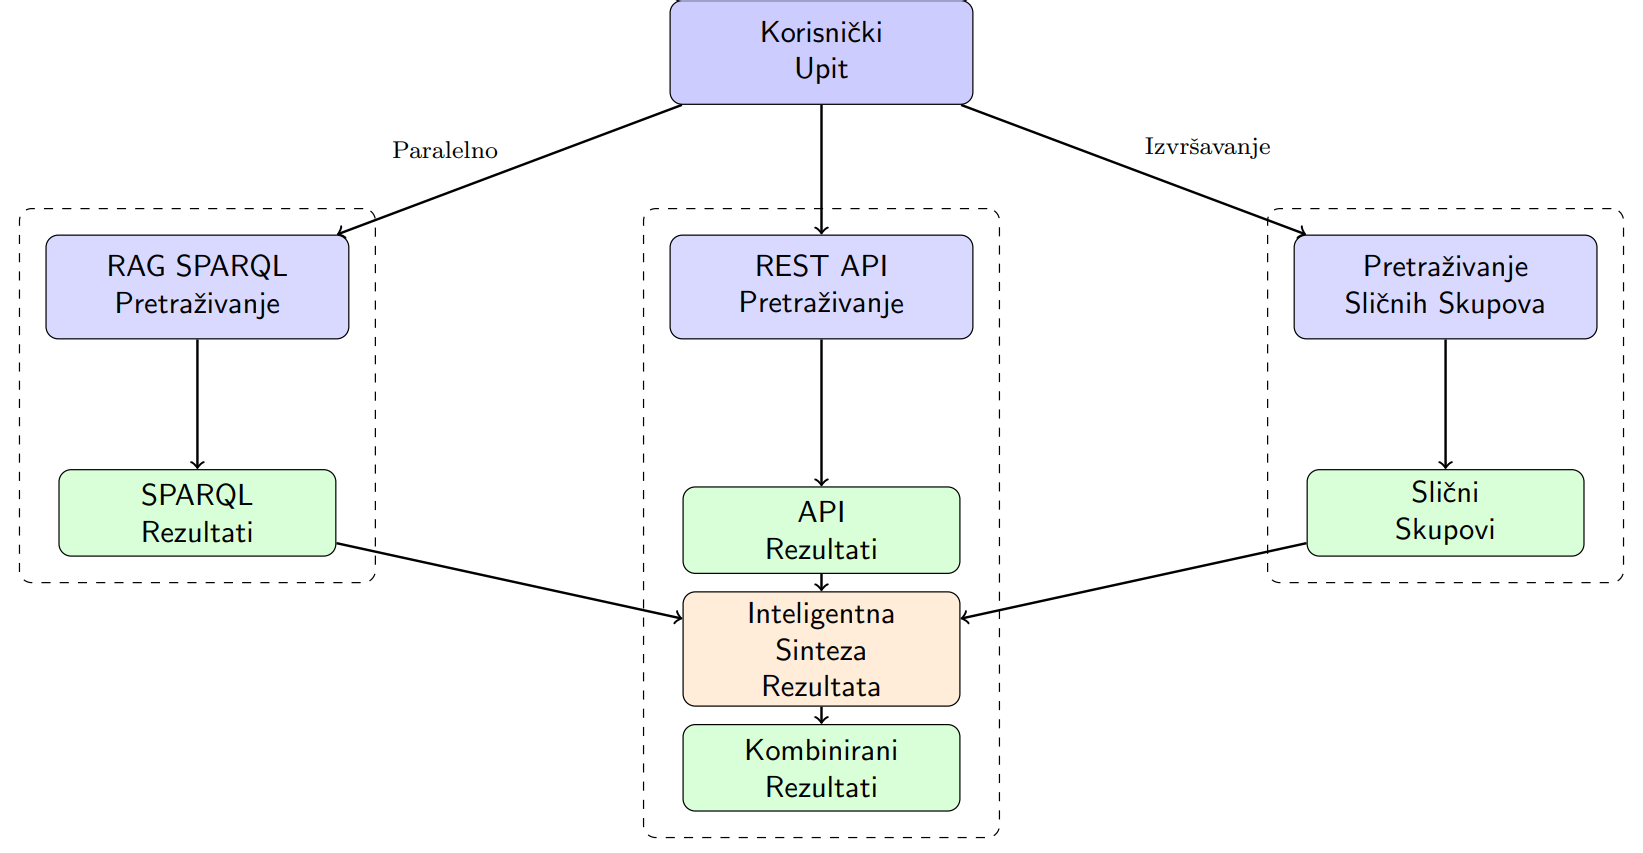 Korisnički
Upit
Paralelno
Izvršavanje
RAG SPARQL
Pretraživanje
REST API
Pretraživanje
Pretraživanje
Sličnih Skupova
SPARQL
Rezultati
API
Rezultati
Slični
Skupovi
Inteligentna
Sinteza
Rezultata
Kombinirani
Rezultati